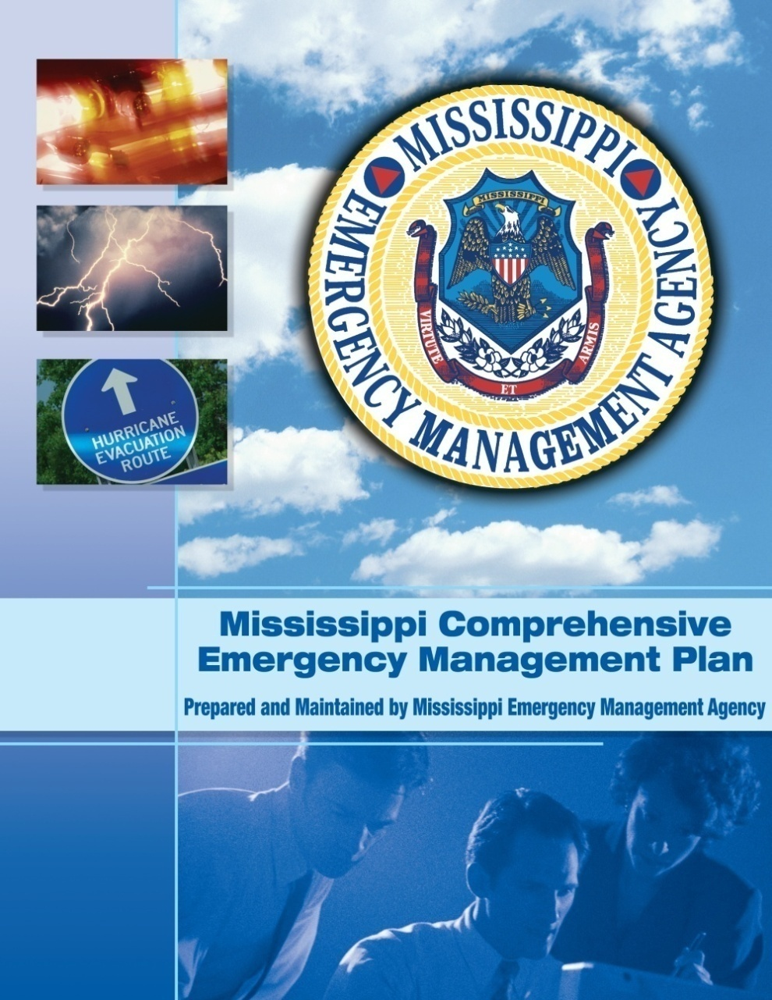 MISSISSIPPI
EMERGENCY MANAGEMENT AGENCY
MISSISSIPPI
VIRTUTE
ET
ARMIS
HURRICANE
EVACUATION
ROUTE
Mississippi Comprehensive
Emergency Management Plan
Prepared and Maintained by Mississippi Emergency Management Agency